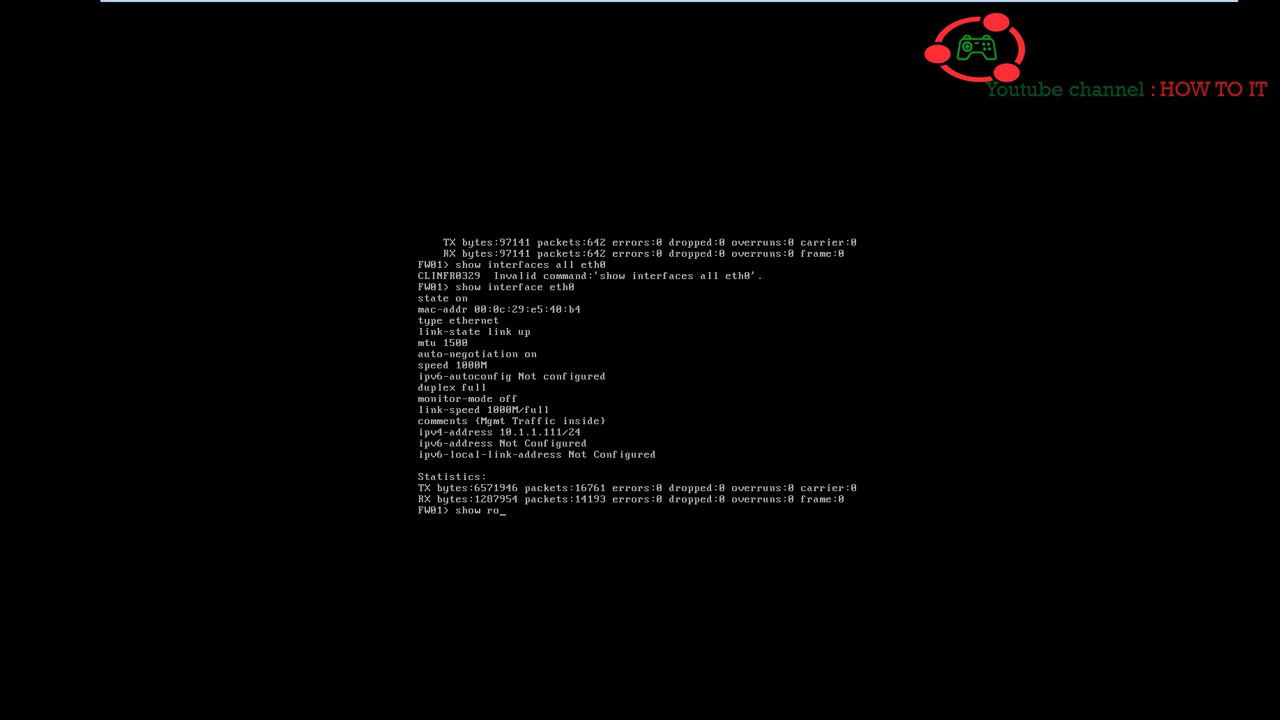 Youtube channel : HOW TO IT
TX bytes:97141 packets:642 errors:0 dropped:0 overruns:0 carrier:0
RX bytes:97141 packets:642 errors:0 dropped:0 overruns:0 frame:0
FW01> show interfaces all eth0
CLINFR0329  Invalid command:'show interfaces all eth0'.
FW01> show interface eth0
state on
mac-addr 00:0c:29:e5:40:b4
type ethernet
link-state link up
mtu 1500
auto-negotiation on
speed 1000M
ipv6-autoconfig Not configured
duplex full
monitor-mode off
link-speed 1000M/full
comments {Mgmt Traffic inside}
ipv4-address 10.1.1.111/24
ipv6-address Not Configured
ipv6-local-link-address Not Configured
Statistics:
TX bytes:6571946 packets:16761 errors:0 dropped:0 overruns:0 carrier:0
RX bytes:1287954 packets:14193 errors:0 dropped:0 overruns:0 frame:0
FW01> show ro_